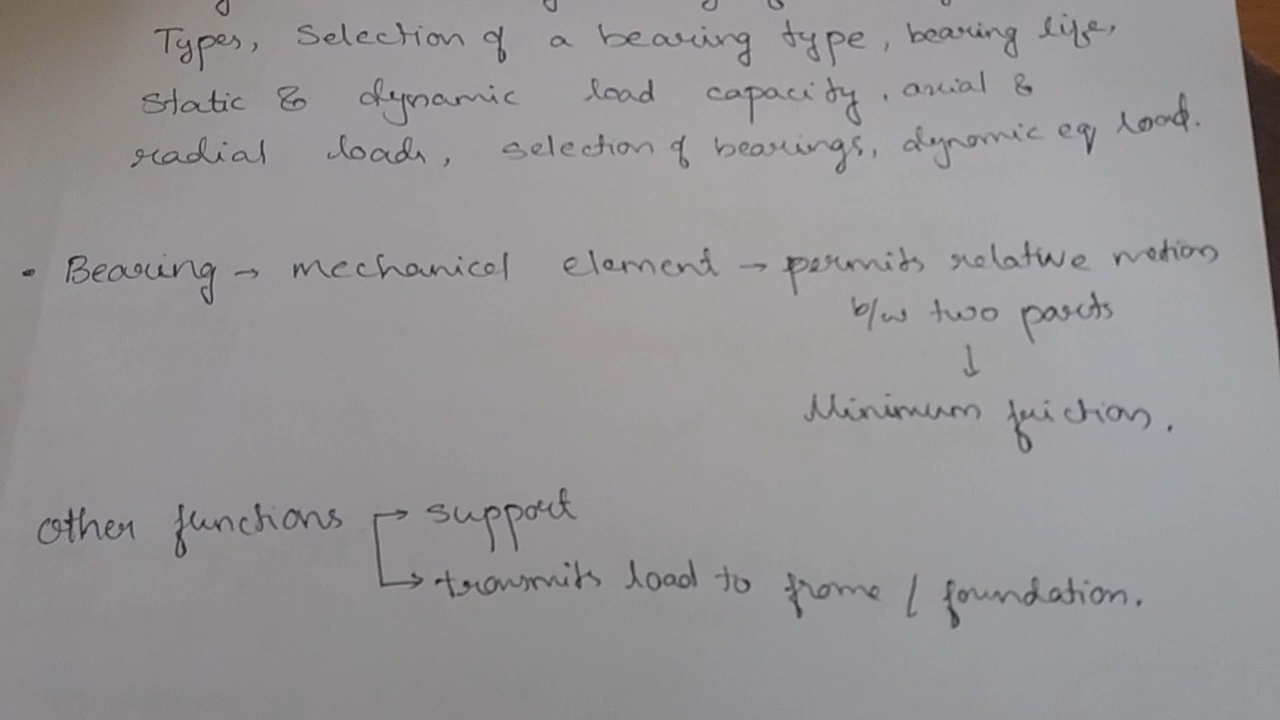 Types, Selection of a bearing type, bearing life,
static & dynamic load capacity, axial &
radial loads, selection of bearings, dynamic eq load.
• Bearing → mechanical element → permits relative motion
b/w two parts
↓
Minimum friction.
Other functions → support
→ transmits load to frame / foundation.